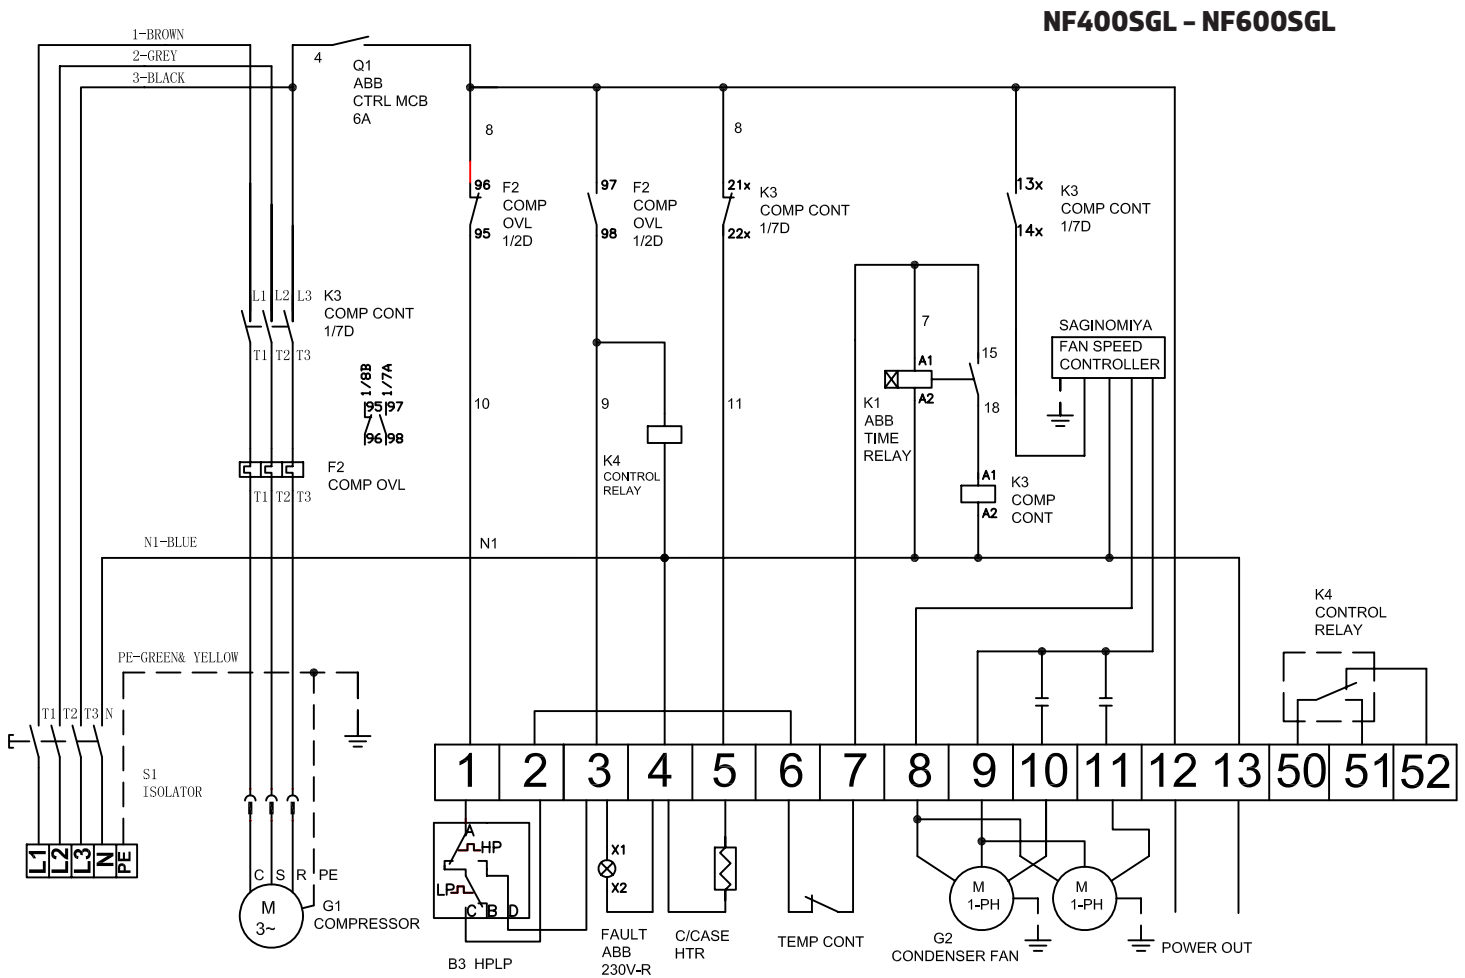 NF400SGL – NF600SGL
1-BROWN
2-GREY
3-BLACK
4
Q1
ABB
CTRL MCB
6A
8
8
96
F2
COMP
OVL
1/2D
95
97
F2
COMP
OVL
1/2D
98
21x
K3
COMP CONT
1/7D
22x
13x
K3
COMP CONT
1/7D
14x
L1 L2 L3
K3
COMP CONT
1/7D
T1 T2 T3
1/8B
1/7A
95 97
96 98
F2
COMP OVL
T1 T2 T3
10
9
11
K4
CONTROL
RELAY
7
A1
A2
K1
ABB
TIME
RELAY
15
18
A1
K3
COMP
CONT
A2
SAGINOMIYA
FAN SPEED
CONTROLLER
N1-BLUE
N1
K4
CONTROL
RELAY
PE-GREEN& YELLOW
T1 T2 T3 N
S1
ISOLATOR
1 2 3 4 5 6 7 8 9 10 11 12 13 50 51 52
L1 L2 L3 N PE
C S R PE
M
3~
G1
COMPRESSOR
A
HP
LP
C B D
B3 HPLP
X1
X2
FAULT
ABB
230V-R
C/CASE
HTR
TEMP CONT
M
1-PH
M
1-PH
G2
CONDENSER FAN
POWER OUT